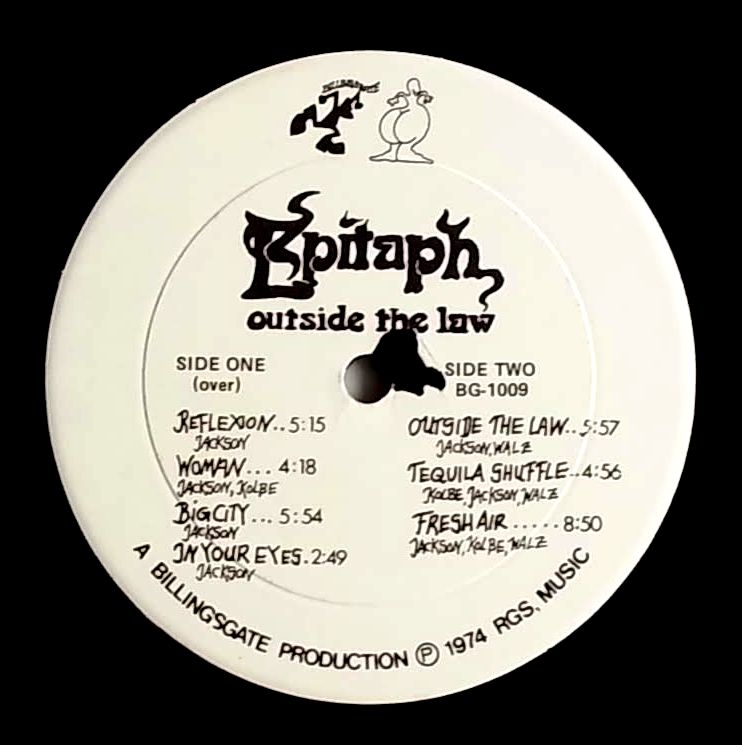 BILLINGSGATE
Epitaph
outside the law
SIDE ONE
(over)
REFLEXION..5:15
JACKSON
WOMAN... 4:18
JACKSON, KOLBE
BIG CITY... 5:54
JACKSON
IN YOUR EYES.2:49
JACKSON
SIDE TWO
BG-1009
OUTSIDE THE LAW..5:57
JACKSON, WALZ
TEQUILA SHUFFLE..4:56
KOLBE, JACKSON, WALZ
FRESH AIR.....8:50
JACKSON, KOLBE, WALZ
A BILLINGSGATE PRODUCTION ℗ 1974 RGS, MUSIC